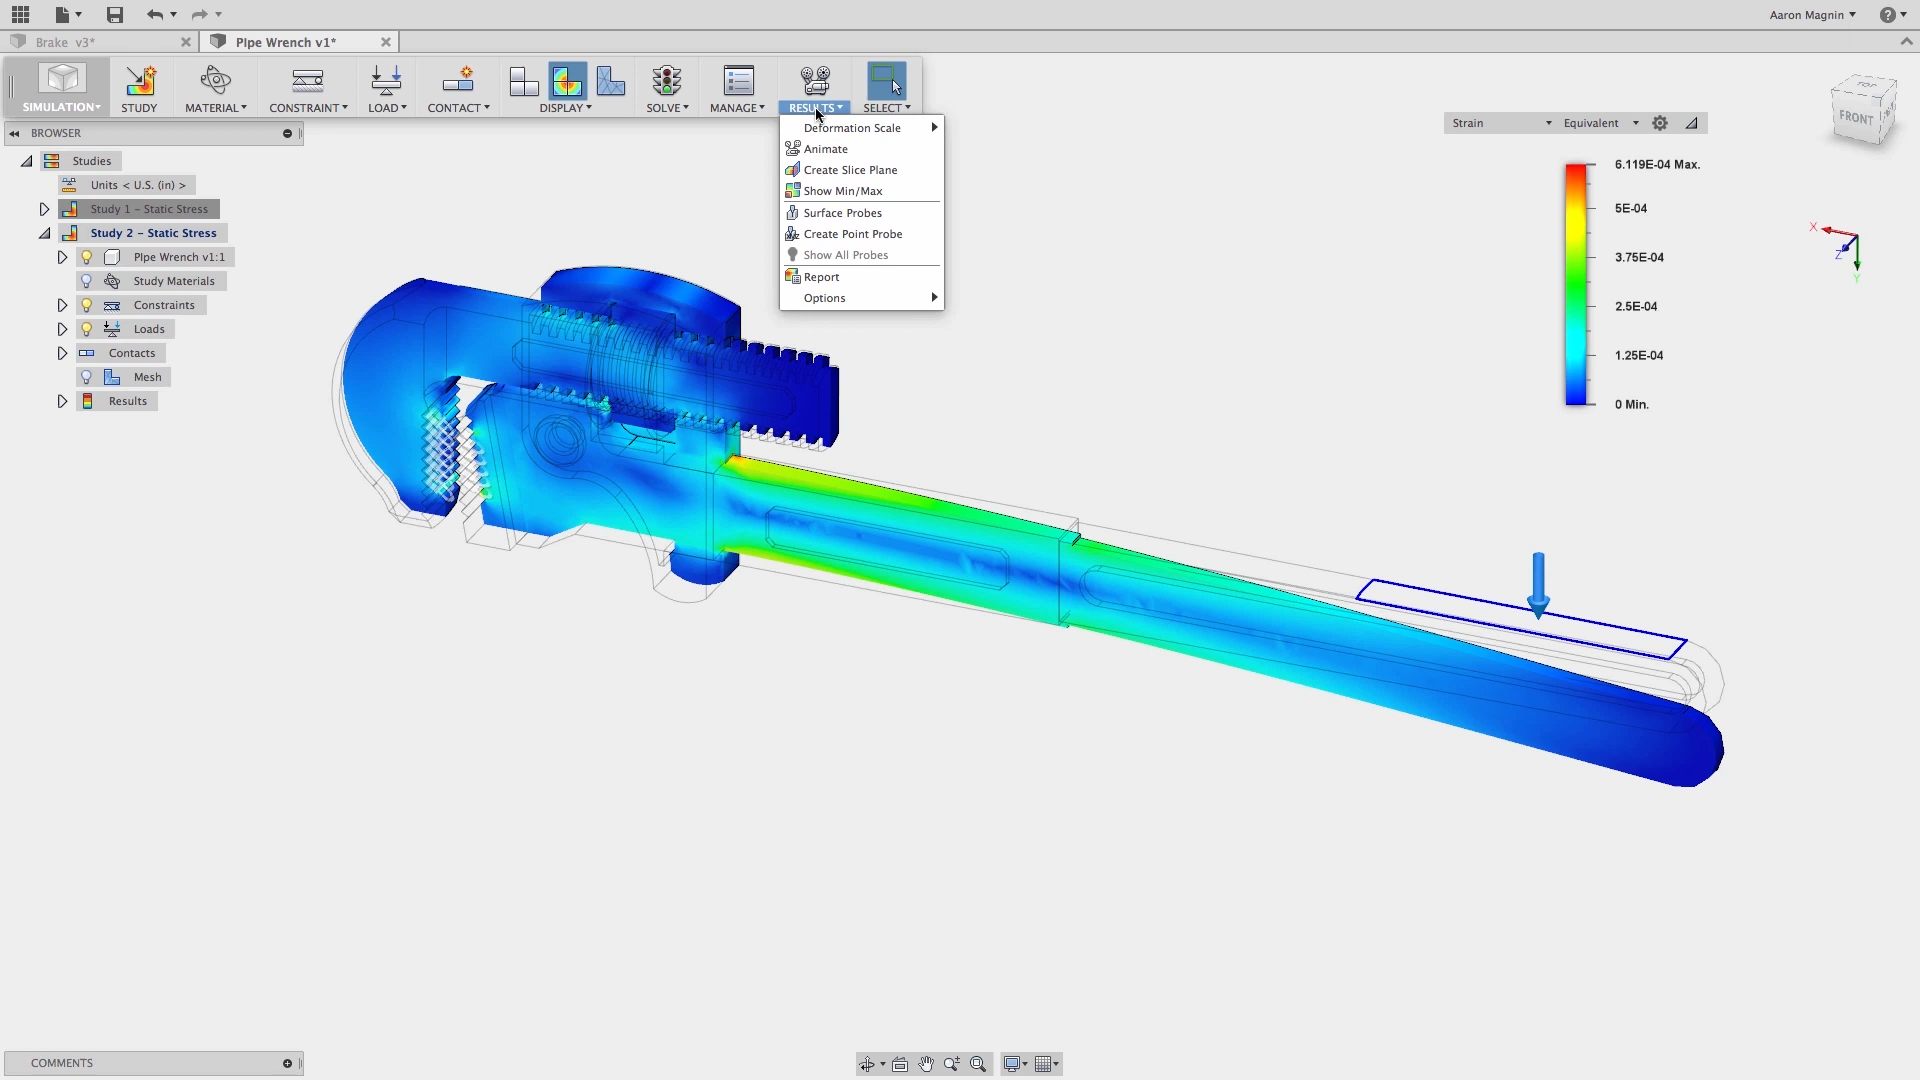 Aaron Magnin
Brake v3*
PIpe Wrench v1*
SIMULATION
STUDY
MATERIAL
CONSTRAINT
LOAD
CONTACT
DISPLAY
SOLVE
MANAGE
RESULTS
SELECT
BROWSER
Studies
Units < U.S. (in) >
Study 1 - Static Stress
Study 2 - Static Stress
PIpe Wrench v1:1
Study Materials
Constraints
Loads
Contacts
Mesh
Results
Deformation Scale
Animate
Create Slice Plane
Show Min/Max
Surface Probes
Create Point Probe
Show All Probes
Report
Options
Strain
Equivalent
6.119E-04 Max.
5E-04
3.75E-04
2.5E-04
1.25E-04
0 Min.
TOP
FRONT
X
Z
Y
COMMENTS